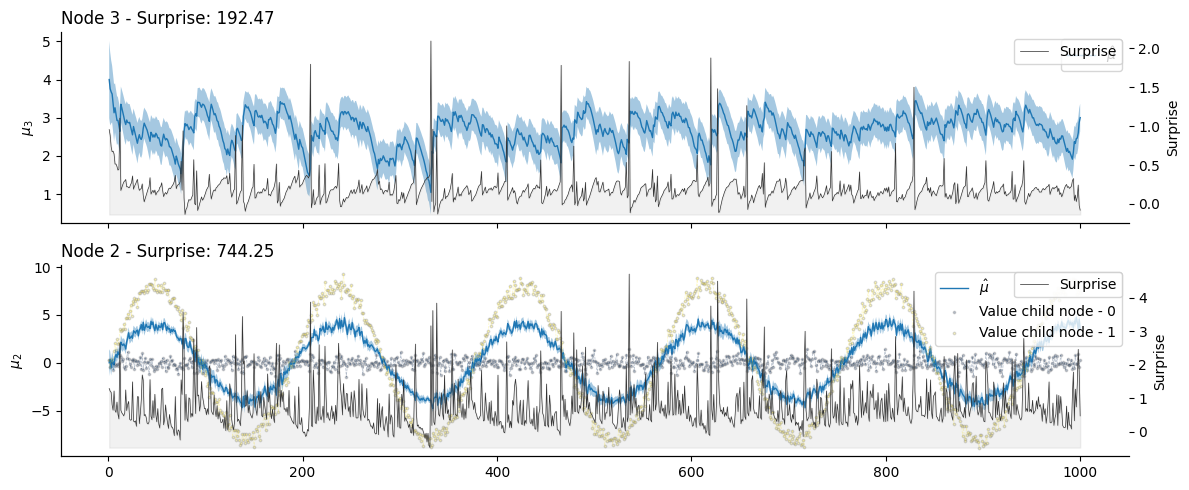 Node 3 - Surprise: 192.47
5
4
3
2
1
μ3
Surprise
2.0
1.5
1.0
0.5
0.0
Surprise
Node 2 - Surprise: 744.25
10
5
0
−5
μ2
μ̂
Value child node - 0
Value child node - 1
Surprise
4
3
2
1
0
Surprise
0
200
400
600
800
1000